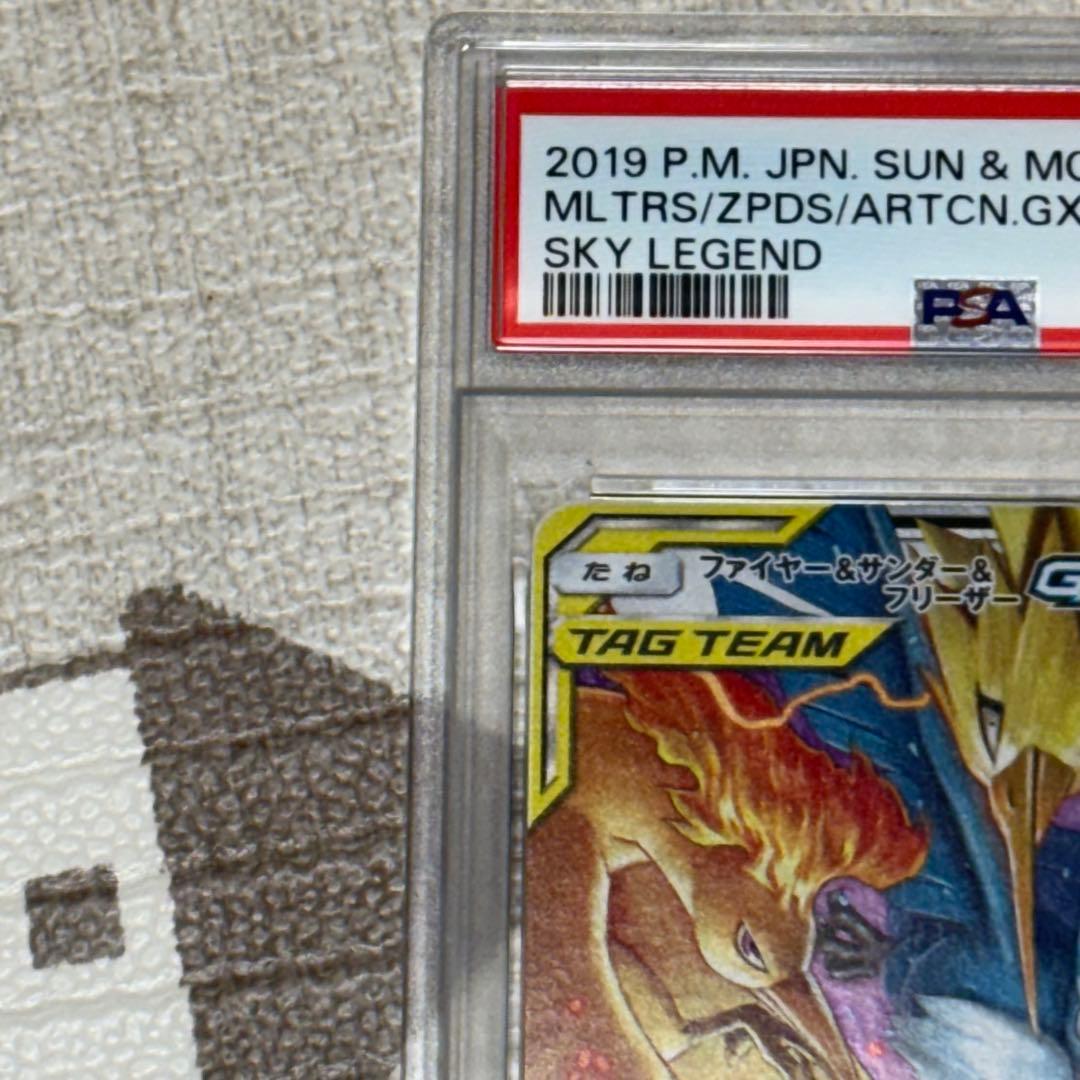 2019 P.M. JPN. SUN & MO
MLTRS/ZPDS/ARTCN.GX
SKY LEGEND
PSA
たね
ファイヤー&サンダー&
フリーザー G
TAG TEAM